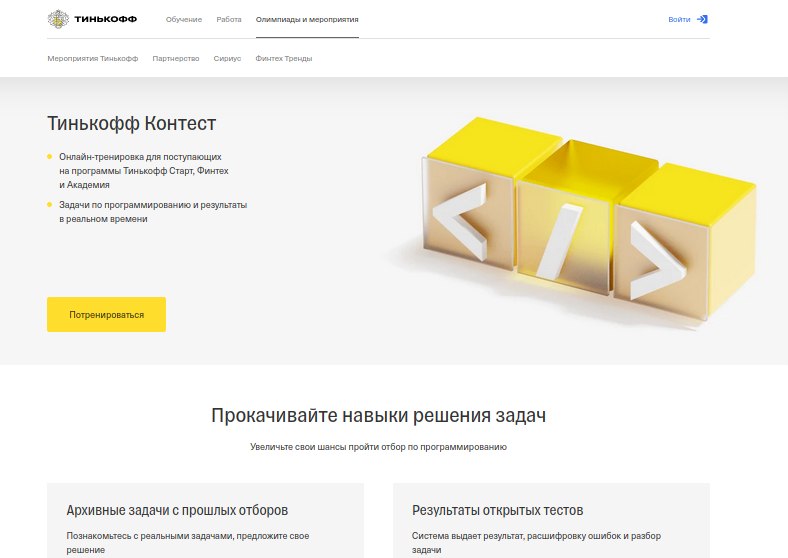 ТИНЬКОФФ
Обучение Работа Олимпиады и мероприятия Войти
Мероприятия Тинькофф Партнерство Сириус Финтех Тренды
Тинькофф Контест
Онлайн-тренировка для поступающих
на программы Тинькофф Старт, Финтех
и Академия
Задачи по программированию и результаты
в реальном времени
</>
Потренироваться
Прокачивайте навыки решения задач
Увеличьте свои шансы пройти отбор по программированию
Архивные задачи с прошлых отборов
Познакомьтесь с реальными задачами, предложите свое
решение
Результаты открытых тестов
Система выдает результат, расшифровку ошибок и разбор
задачи